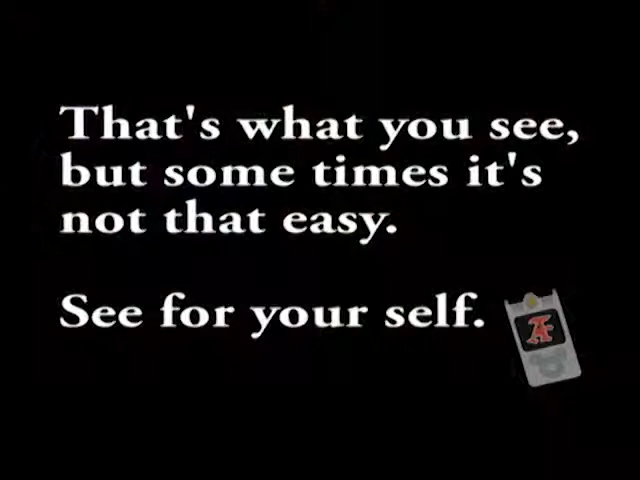 That's what you see,
but some times it's
not that easy.
See for your self.